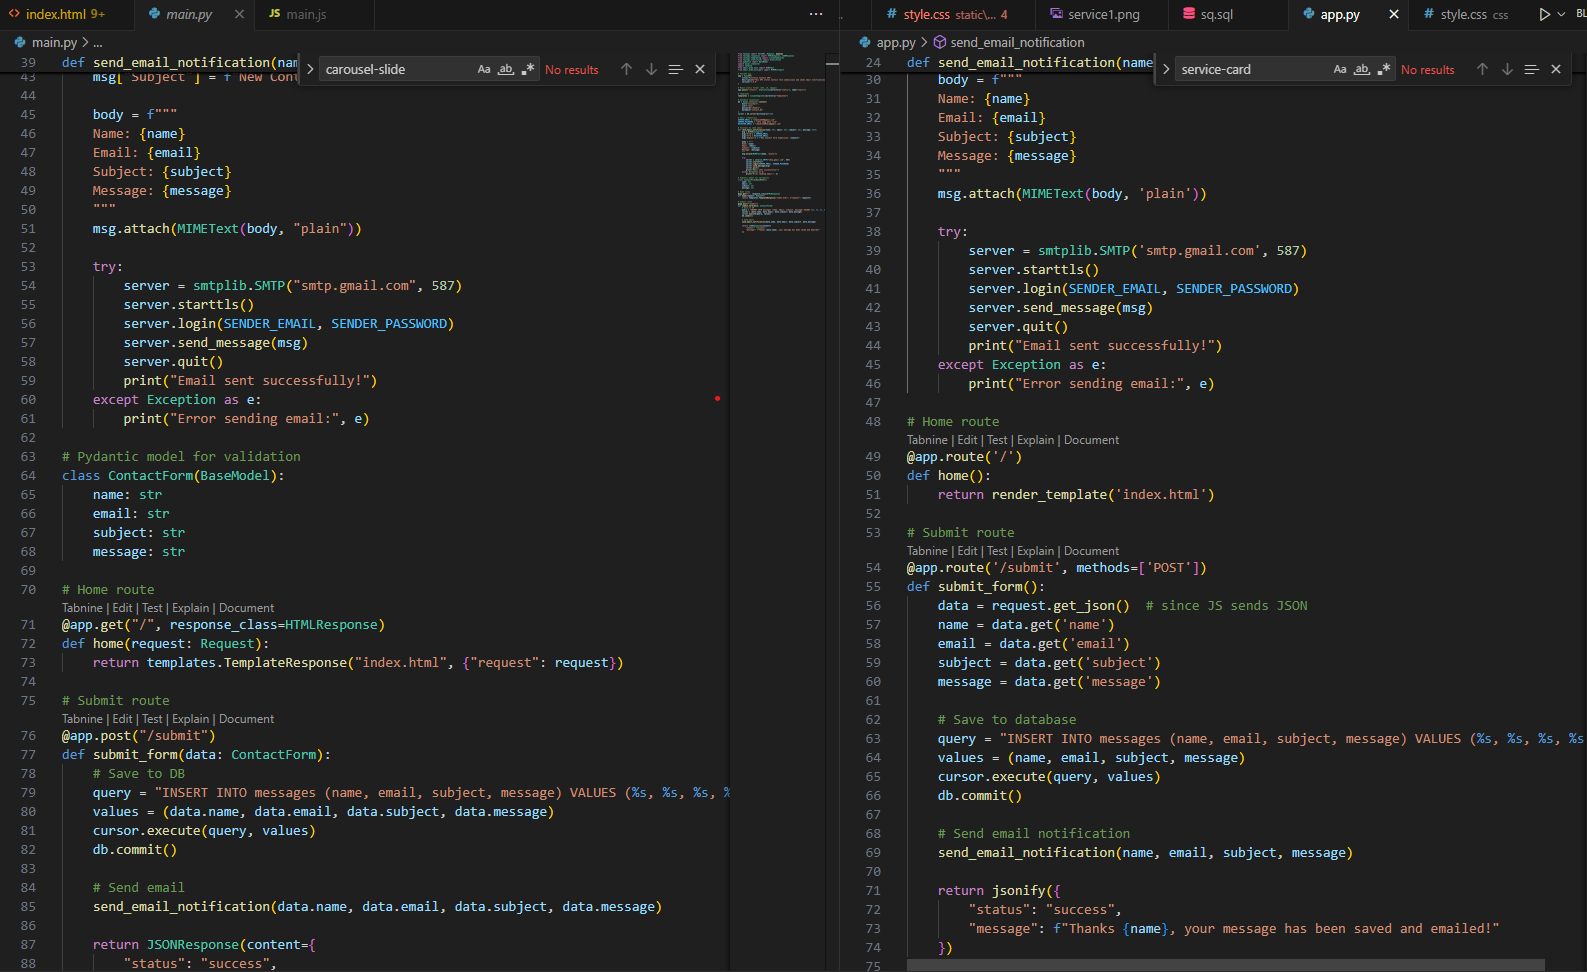 index.html 9+
main.py
main.js
main.py > ...
39 def send_email_notification(nam
43 msg['Subject'] = f"New Con
carousel-slide
Aa ab .* No results
44
45 body = f"""
46 Name: {name}
47 Email: {email}
48 Subject: {subject}
49 Message: {message}
50 """
51 msg.attach(MIMEText(body, "plain"))
52
53 try:
54 server = smtplib.SMTP("smtp.gmail.com", 587)
55 server.starttls()
56 server.login(SENDER_EMAIL, SENDER_PASSWORD)
57 server.send_message(msg)
58 server.quit()
59 print("Email sent successfully!")
60 except Exception as e:
61 print("Error sending email:", e)
62
63 # Pydantic model for validation
64 class ContactForm(BaseModel):
65 name: str
66 email: str
67 subject: str
68 message: str
69
70 # Home route
Tabnine | Edit | Test | Explain | Document
71 @app.get("/", response_class=HTMLResponse)
72 def home(request: Request):
73 return templates.TemplateResponse("index.html", {"request": request})
74
75 # Submit route
Tabnine | Edit | Test | Explain | Document
76 @app.post("/submit")
77 def submit_form(data: ContactForm):
78 # Save to DB
79 query = "INSERT INTO messages (name, email, subject, message) VALUES (%s, %s, %s, %
80 values = (data.name, data.email, data.subject, data.message)
81 cursor.execute(query, values)
82 db.commit()
83
84 # Send email
85 send_email_notification(data.name, data.email, data.subject, data.message)
86
87 return JSONResponse(content={
88 "status": "success",
style.css static\... 4
service1.png
sq.sql
app.py
style.css css
BL
app.py > send_email_notification
24 def send_email_notification(name
service-card
Aa ab .* No results
30 body = f"""
31 Name: {name}
32 Email: {email}
33 Subject: {subject}
34 Message: {message}
35 """
36 msg.attach(MIMEText(body, 'plain'))
37
38 try:
39 server = smtplib.SMTP('smtp.gmail.com', 587)
40 server.starttls()
41 server.login(SENDER_EMAIL, SENDER_PASSWORD)
42 server.send_message(msg)
43 server.quit()
44 print("Email sent successfully!")
45 except Exception as e:
46 print("Error sending email:", e)
47
48 # Home route
Tabnine | Edit | Test | Explain | Document
49 @app.route('/')
50 def home():
51 return render_template('index.html')
52
53 # Submit route
Tabnine | Edit | Test | Explain | Document
54 @app.route('/submit', methods=['POST'])
55 def submit_form():
56 data = request.get_json() # since JS sends JSON
57 name = data.get('name')
58 email = data.get('email')
59 subject = data.get('subject')
60 message = data.get('message')
61
62 # Save to database
63 query = "INSERT INTO messages (name, email, subject, message) VALUES (%s, %s, %s, %s
64 values = (name, email, subject, message)
65 cursor.execute(query, values)
66 db.commit()
67
68 # Send email notification
69 send_email_notification(name, email, subject, message)
70
71 return jsonify({
72 "status": "success",
73 "message": f"Thanks {name}, your message has been saved and emailed!"
74 })
75